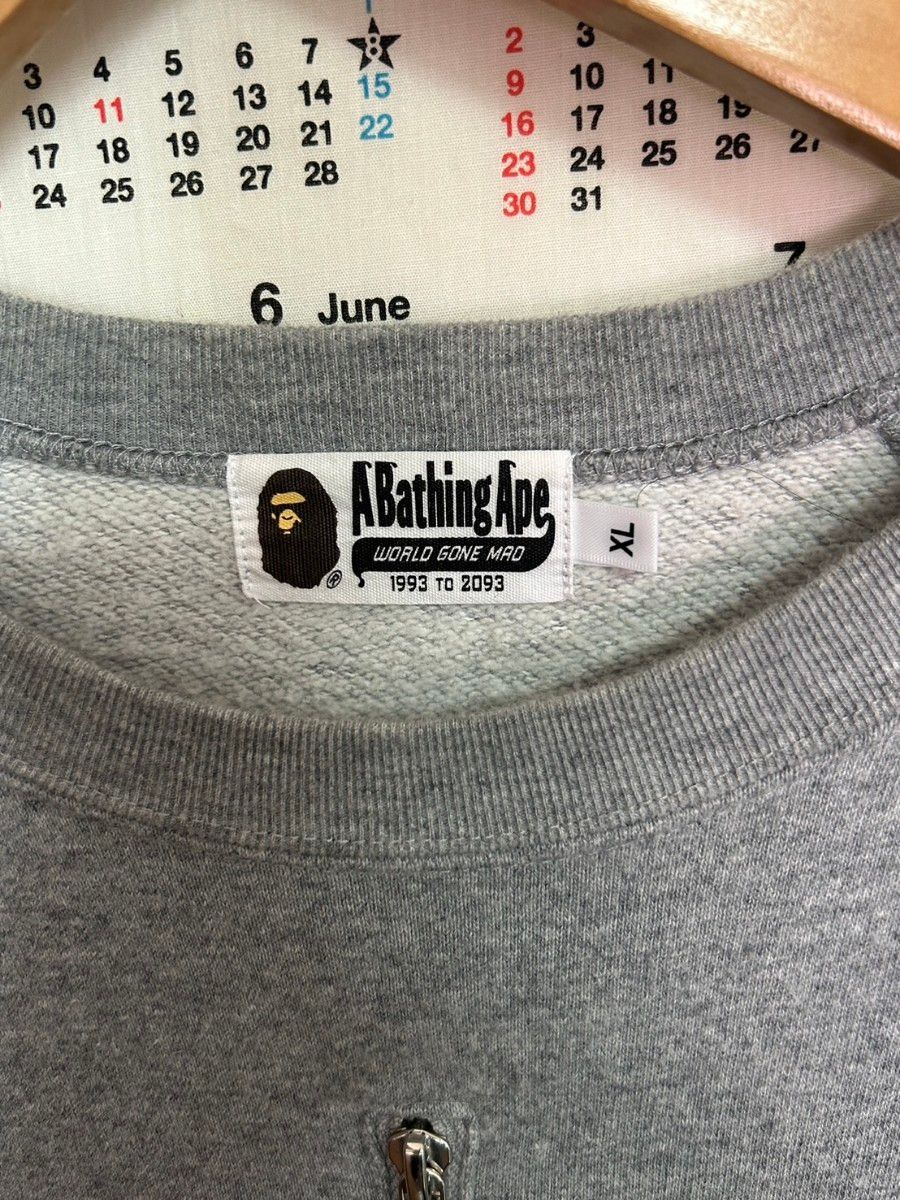 3 4 5 6 7 8
10 11 12 13 14 15
17 18 19 20 21 22
24 25 26 27 28
2 3
9 10 11
16 17 18 19
23 24 25 26 27
30 31
6 June
7
A Bathing Ape
WORLD GONE MAD
1993 TO 2093
®
XL